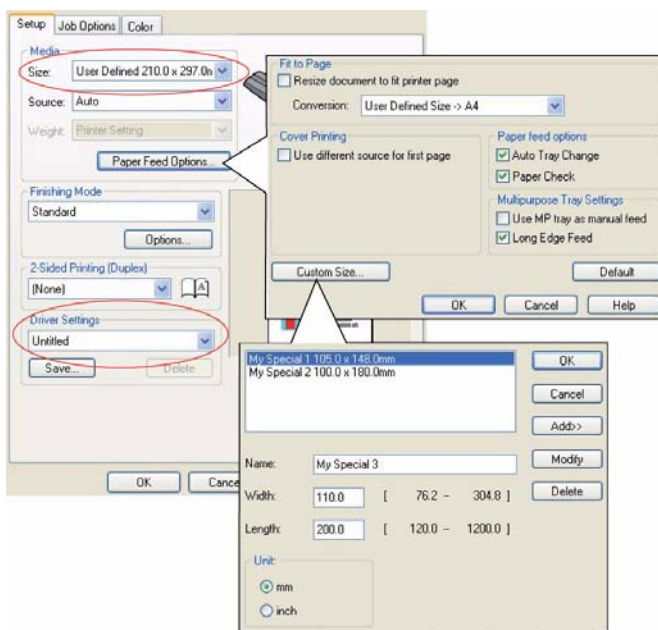 Setup
Job Options
Color
Media
Size: User Defined 210.0 x 297.0n
Source: Auto
Weight: Printer Setting
Paper Feed Options...
Finishing Mode
Standard
Options...
2-Sided Printing (Duplex)
(None)
A
Driver Settings
Untitled
Save...
Delete
OK
Cance
Fit to Page
Resize document to fit printer page
Conversion: User Defined Size -> A4
Cover Printing
Use different source for first page
Paper feed options
Auto Tray Change
Paper Check
Multipurpose Tray Settings
Use MP tray as manual feed
Long Edge Feed
Custom Size...
Default
OK
Cancel
Help
My Special 1 105.0 x 148.0mm
My Special 2 100.0 x 180.0mm
OK
Cancel
Add>>
Modify
Delete
Name: My Special 3
Width: 110.0 [ 76.2 -- 304.8 ]
Length: 200.0 [ 120.0 -- 1200.0 ]
Unit:
mm
inch